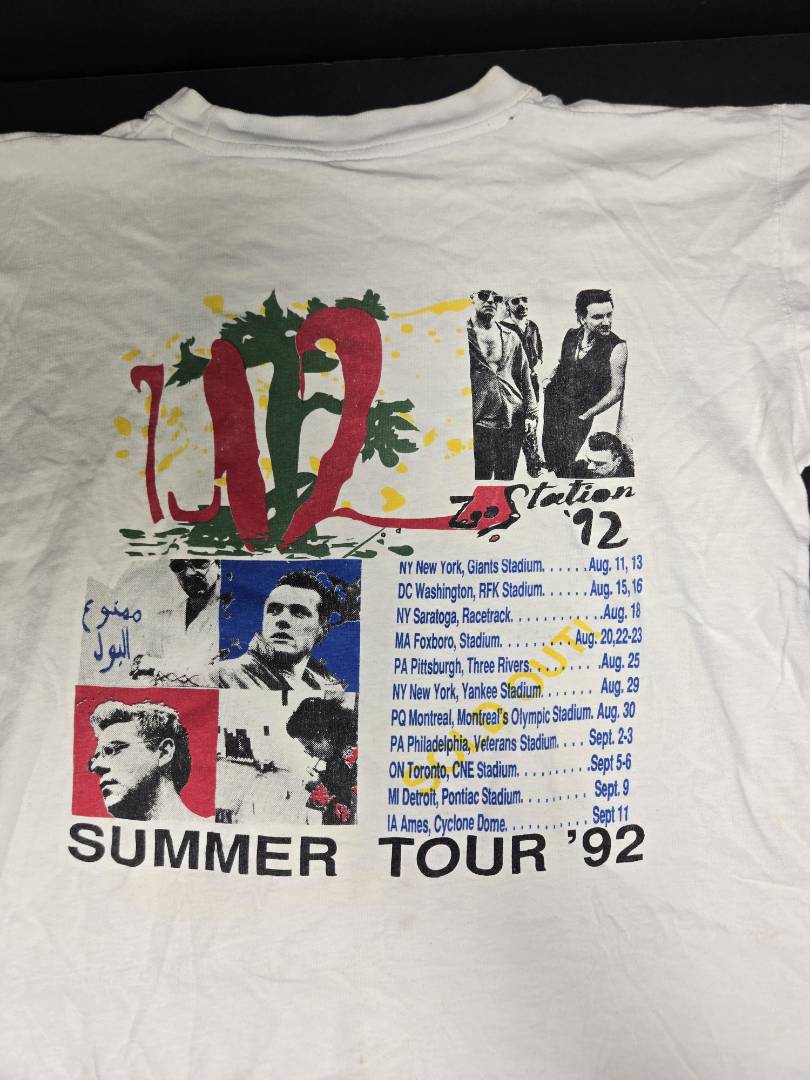 U2
Zoo Station
'92
ممنوع
البول
NY New York, Giants Stadium. . . . . . Aug. 11, 13
DC Washington, RFK Stadium. . . . . . Aug. 15,16
NY Saratoga, Racetrack. . . . . . . . . . . .Aug. 18
MA Foxboro, Stadium. . . . . . . . . Aug. 20,22-23
PA Pittsburgh, Three Rivers. . . . . . . . .Aug. 25
NY New York, Yankee Stadium. . . . . . . Aug. 29
PQ Montreal, Montreal's Olympic Stadium. Aug. 30
PA Philadelphia, Veterans Stadium. . . . Sept. 2-3
ON Toronto, CNE Stadium. . . . . . . . . .Sept 5-6
MI Detroit, Pontiac Stadium. . . . . . . . . . Sept. 9
IA Ames, Cyclone Dome. . . . . . . . . . . Sept 11
SOLD OUT!
SUMMER TOUR '92